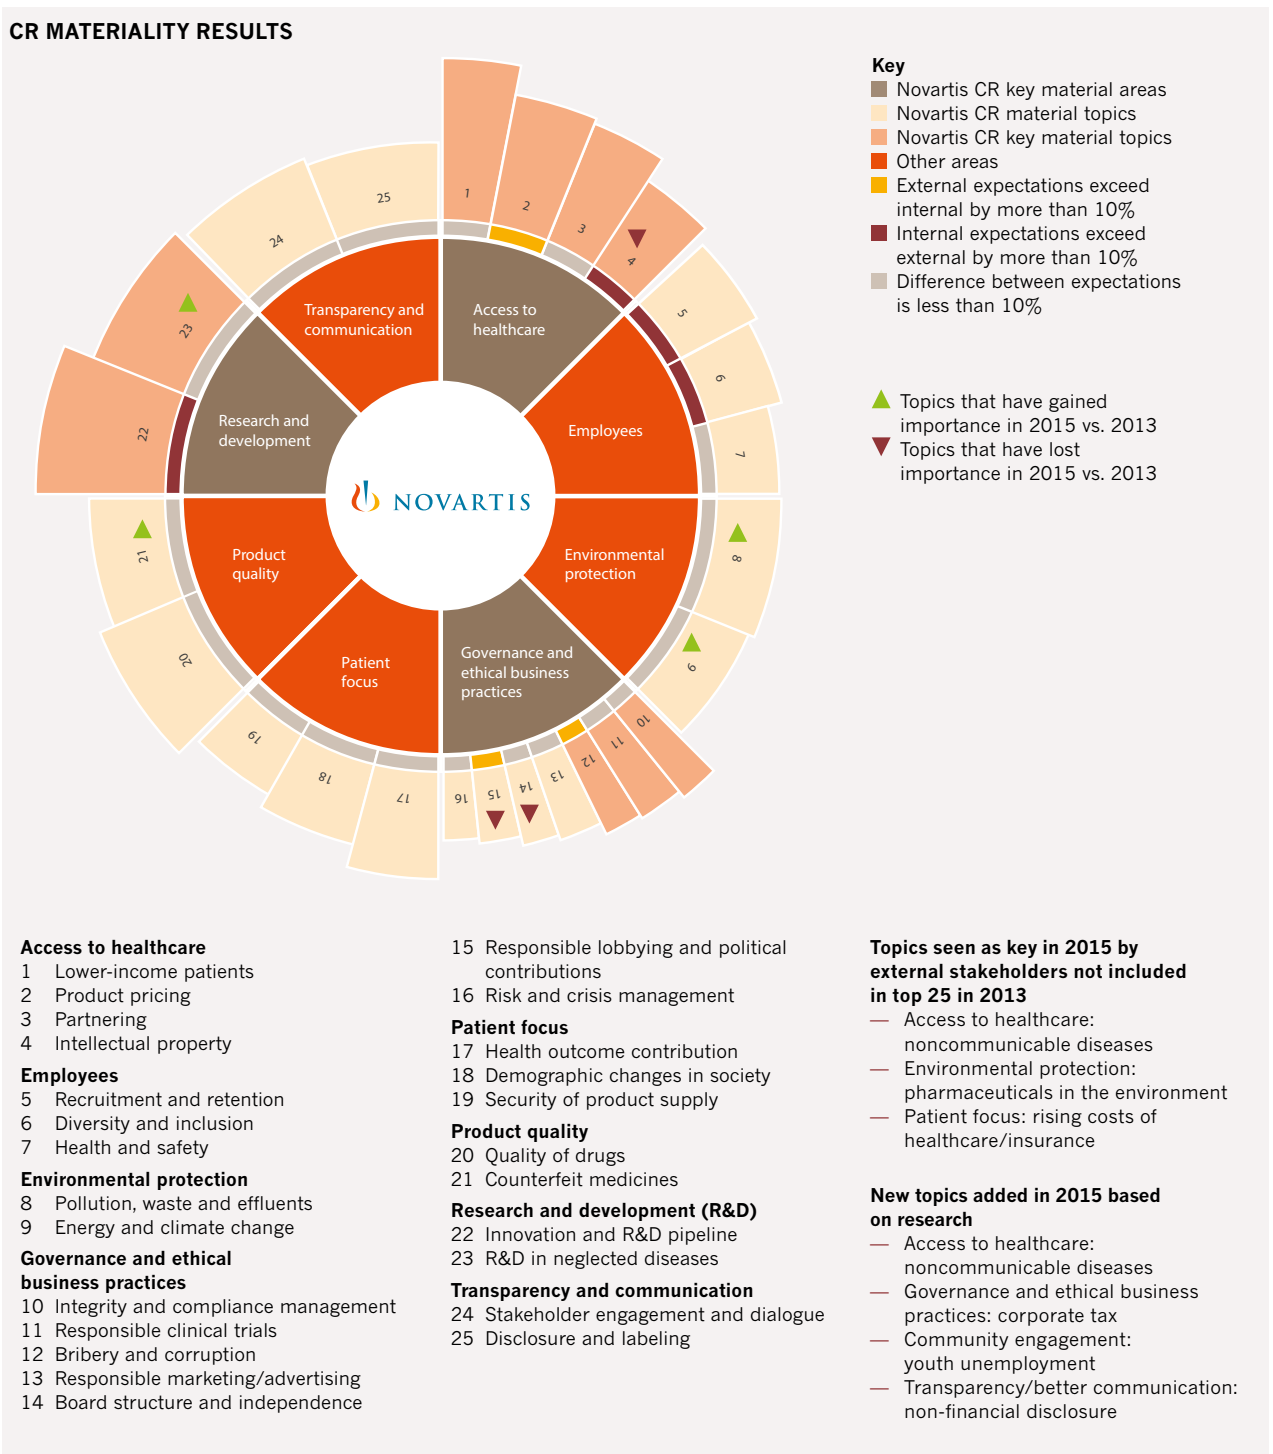 CR MATERIALITY RESULTS
Key
Novartis CR key material areas
Novartis CR material topics
Novartis CR key material topics
Other areas
External expectations exceed
internal by more than 10%
Internal expectations exceed
external by more than 10%
Difference between expectations
is less than 10%
Topics that have gained
importance in 2015 vs. 2013
Topics that have lost
importance in 2015 vs. 2013
1
2
3
4
5
6
7
8
9
10
11
12
13
14
15
16
17
18
19
20
21
22
23
24
25
Access to
healthcare
Employees
Environmental
protection
Governance and
ethical business
practices
Patient
focus
Product
quality
Research and
development
Transparency and
communication
NOVARTIS
Access to healthcare
1 Lower-income patients
2 Product pricing
3 Partnering
4 Intellectual property
Employees
5 Recruitment and retention
6 Diversity and inclusion
7 Health and safety
Environmental protection
8 Pollution, waste and effluents
9 Energy and climate change
Governance and ethical
business practices
10 Integrity and compliance management
11 Responsible clinical trials
12 Bribery and corruption
13 Responsible marketing/advertising
14 Board structure and independence
15 Responsible lobbying and political
contributions
16 Risk and crisis management
Patient focus
17 Health outcome contribution
18 Demographic changes in society
19 Security of product supply
Product quality
20 Quality of drugs
21 Counterfeit medicines
Research and development (R&D)
22 Innovation and R&D pipeline
23 R&D in neglected diseases
Transparency and communication
24 Stakeholder engagement and dialogue
25 Disclosure and labeling
Topics seen as key in 2015 by
external stakeholders not included
in top 25 in 2013
— Access to healthcare:
noncommunicable diseases
— Environmental protection:
pharmaceuticals in the environment
— Patient focus: rising costs of
healthcare/insurance
New topics added in 2015 based
on research
— Access to healthcare:
noncommunicable diseases
— Governance and ethical business
practices: corporate tax
— Community engagement:
youth unemployment
— Transparency/better communication:
non-financial disclosure